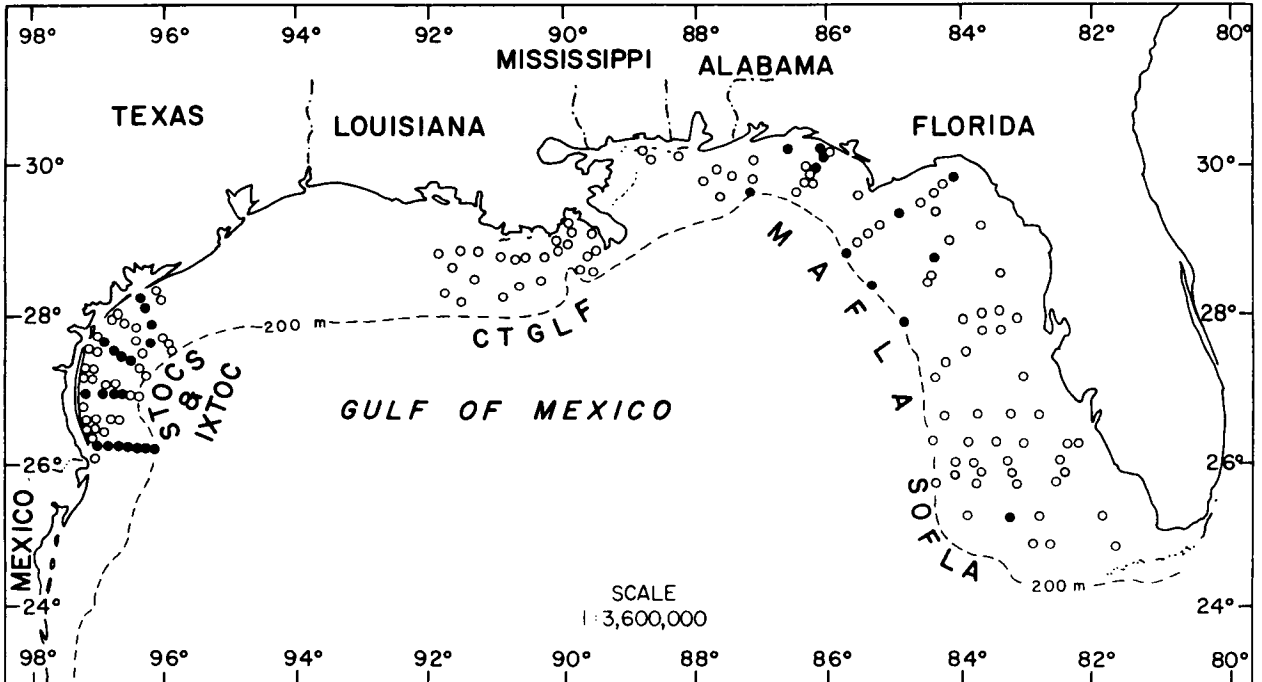 98° 96° 94° 92° 90° 88° 86° 84° 82° 80°
MISSISSIPPI
ALABAMA
TEXAS
LOUISIANA
FLORIDA
30° 30°
MAFLA
28° 28°
200 m
CTGLF
STOCS
&
IXTOC
GULF OF MEXICO
26° 26°
SOFLA
MEXICO
200 m
SCALE
1:3,600,000
24° 24°
98° 96° 94° 92° 90° 88° 86° 84° 82° 80°